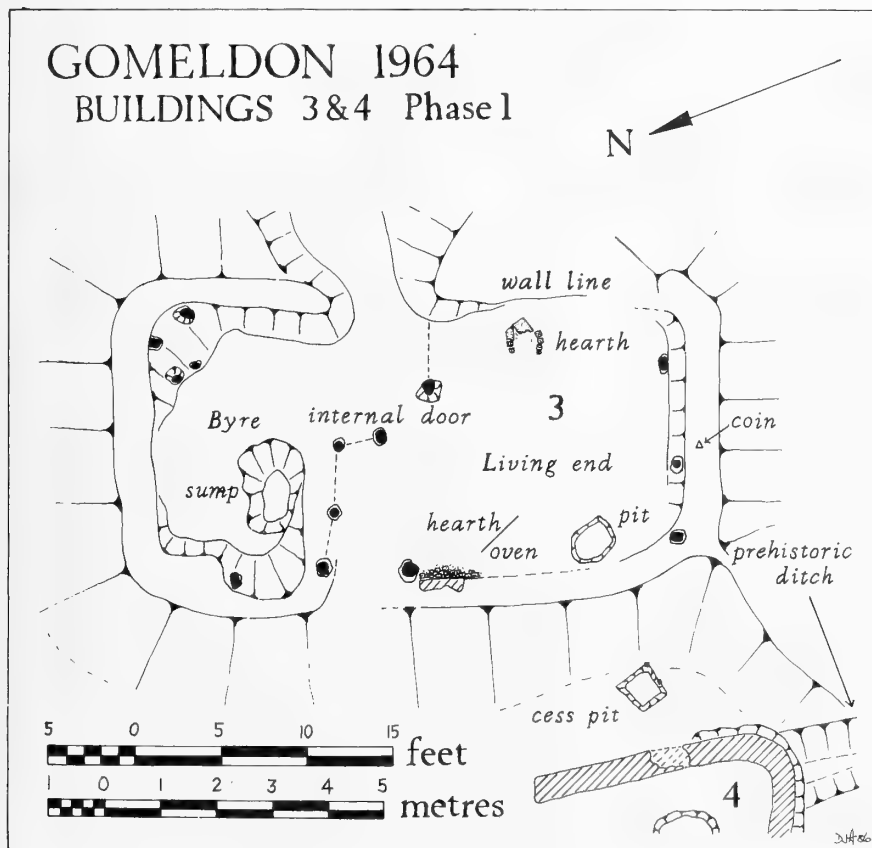 GOMELDON 1964
BUILDINGS 3&4 Phase 1
N
wall line
hearth
3
coin
Byre
internal door
Living end
sump
pit
hearth/
oven
prehistoric
ditch
cess pit
5 0 5 10 15
feet
1 0 1 2 3 4 5
metres
4